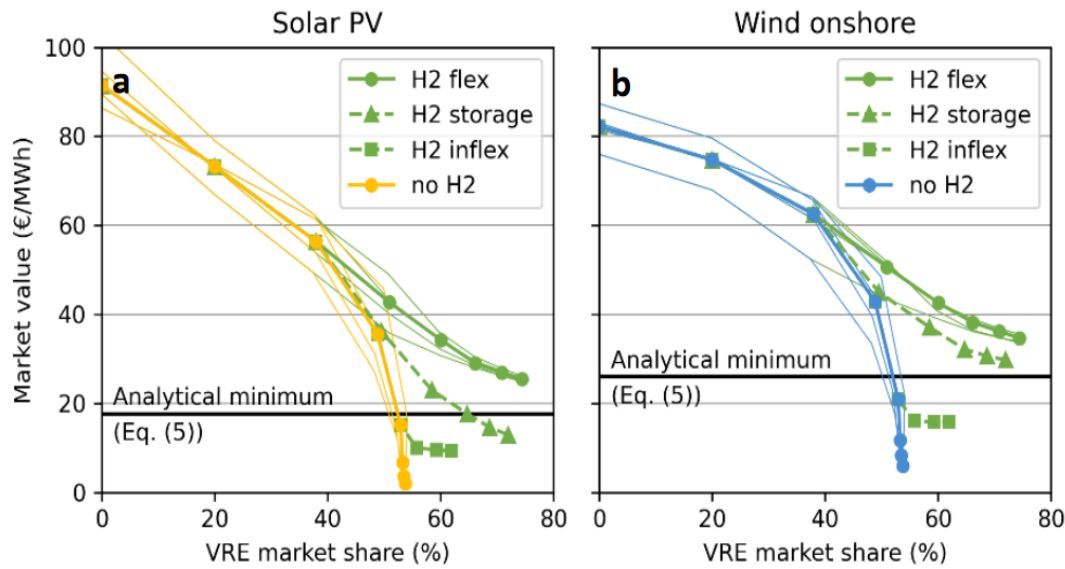 Solar PV
Wind onshore
Market value (€/MWh)
100
80
60
40
20
0
a
H2 flex
H2 storage
H2 inflex
no H2
Analytical minimum
(Eq. (5))
0
20
40
60
80
VRE market share (%)
b
H2 flex
H2 storage
H2 inflex
no H2
Analytical minimum
(Eq. (5))
0
20
40
60
80
VRE market share (%)